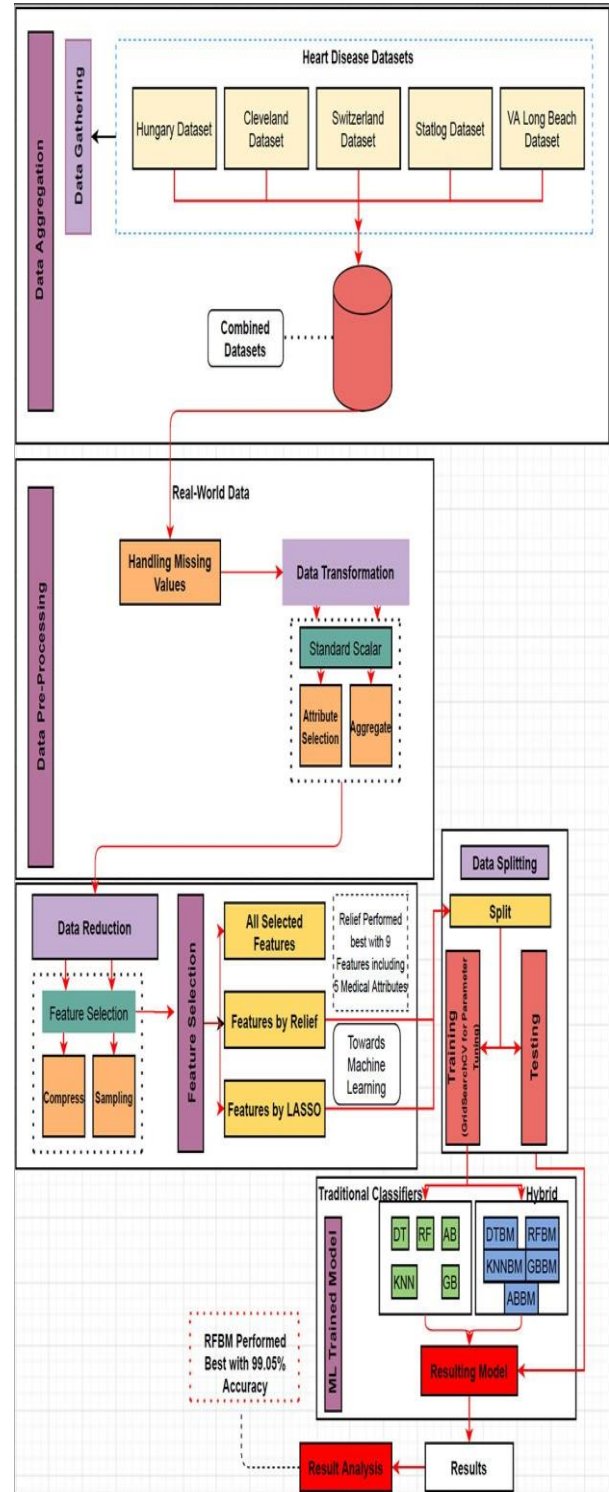 Heart Disease Datasets
Data Aggregation
Data Gathering
Hungary Dataset
Cleveland
Dataset
Switzerland
Dataset
Statlog Dataset
VA Long Beach
Dataset
Combined
Datasets
Data Pre-Processing
Real-World Data
Handling Missing
Values
Data Transformation
Standard Scalar
Attribute
Selection
Aggregate
Data Reduction
Feature Selection
Compress
Sampling
Feature Selection
All Selected
Features
Features by Relief
Features by LASSO
Relief Performed
best with 9
Features including
5 Medical Attributes
Towards
Machine
Learning
Data Splitting
Split
Training
(GridSearchCV for Parameter
Tuning)
Testing
ML Trained Model
Traditional Classifiers
Hybrid
DT
RF
AB
KNN
GB
DTBM
RFBM
KNNBM
GBBM
ABBM
Resulting Model
RFBM Performed
Best with 99.05%
Accuracy
Result Analysis
Results